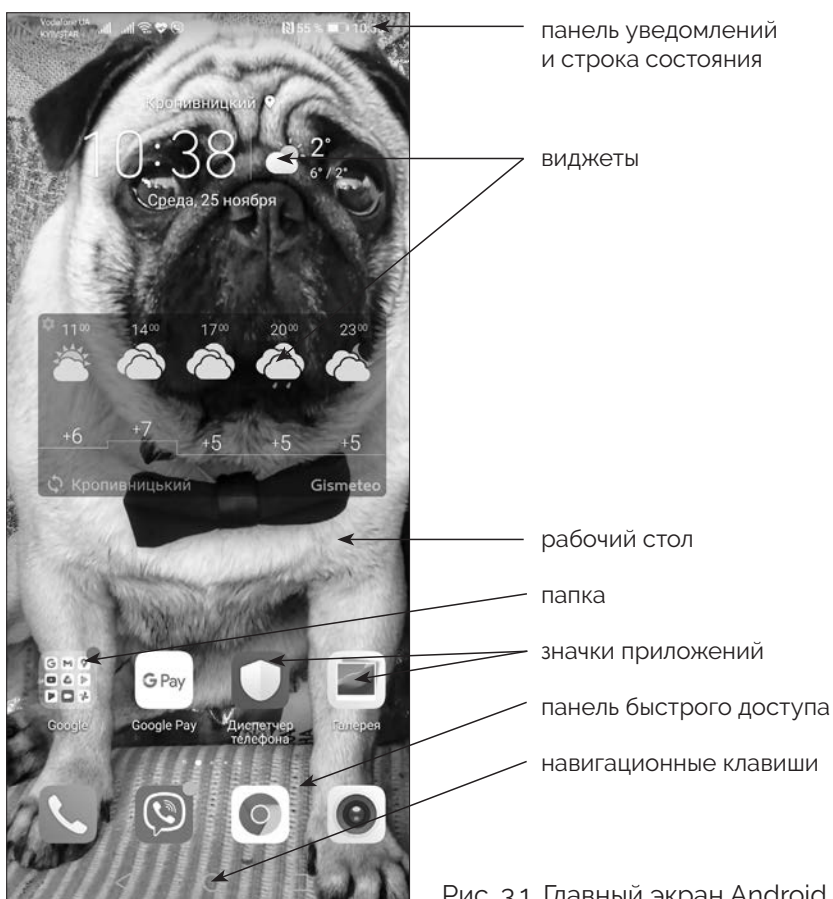 Vodafone UA
KYIVSTAR
55 %
панель уведомлений
и строка состояния
Кропивницкий
10:38
2°
6° / 2°
Среда, 25 ноября
виджеты
11⁰⁰ 14⁰⁰ 17⁰⁰ 20⁰⁰ 23⁰⁰
+6 +7 +5 +5 +5
Кропивницький Gismeteo
рабочий стол
папка
значки приложений
G Pay
Google Google Pay Диспетчер телефона Галерея
панель быстрого доступа
навигационные клавиши
Рис. 3.1. Главный экран Android